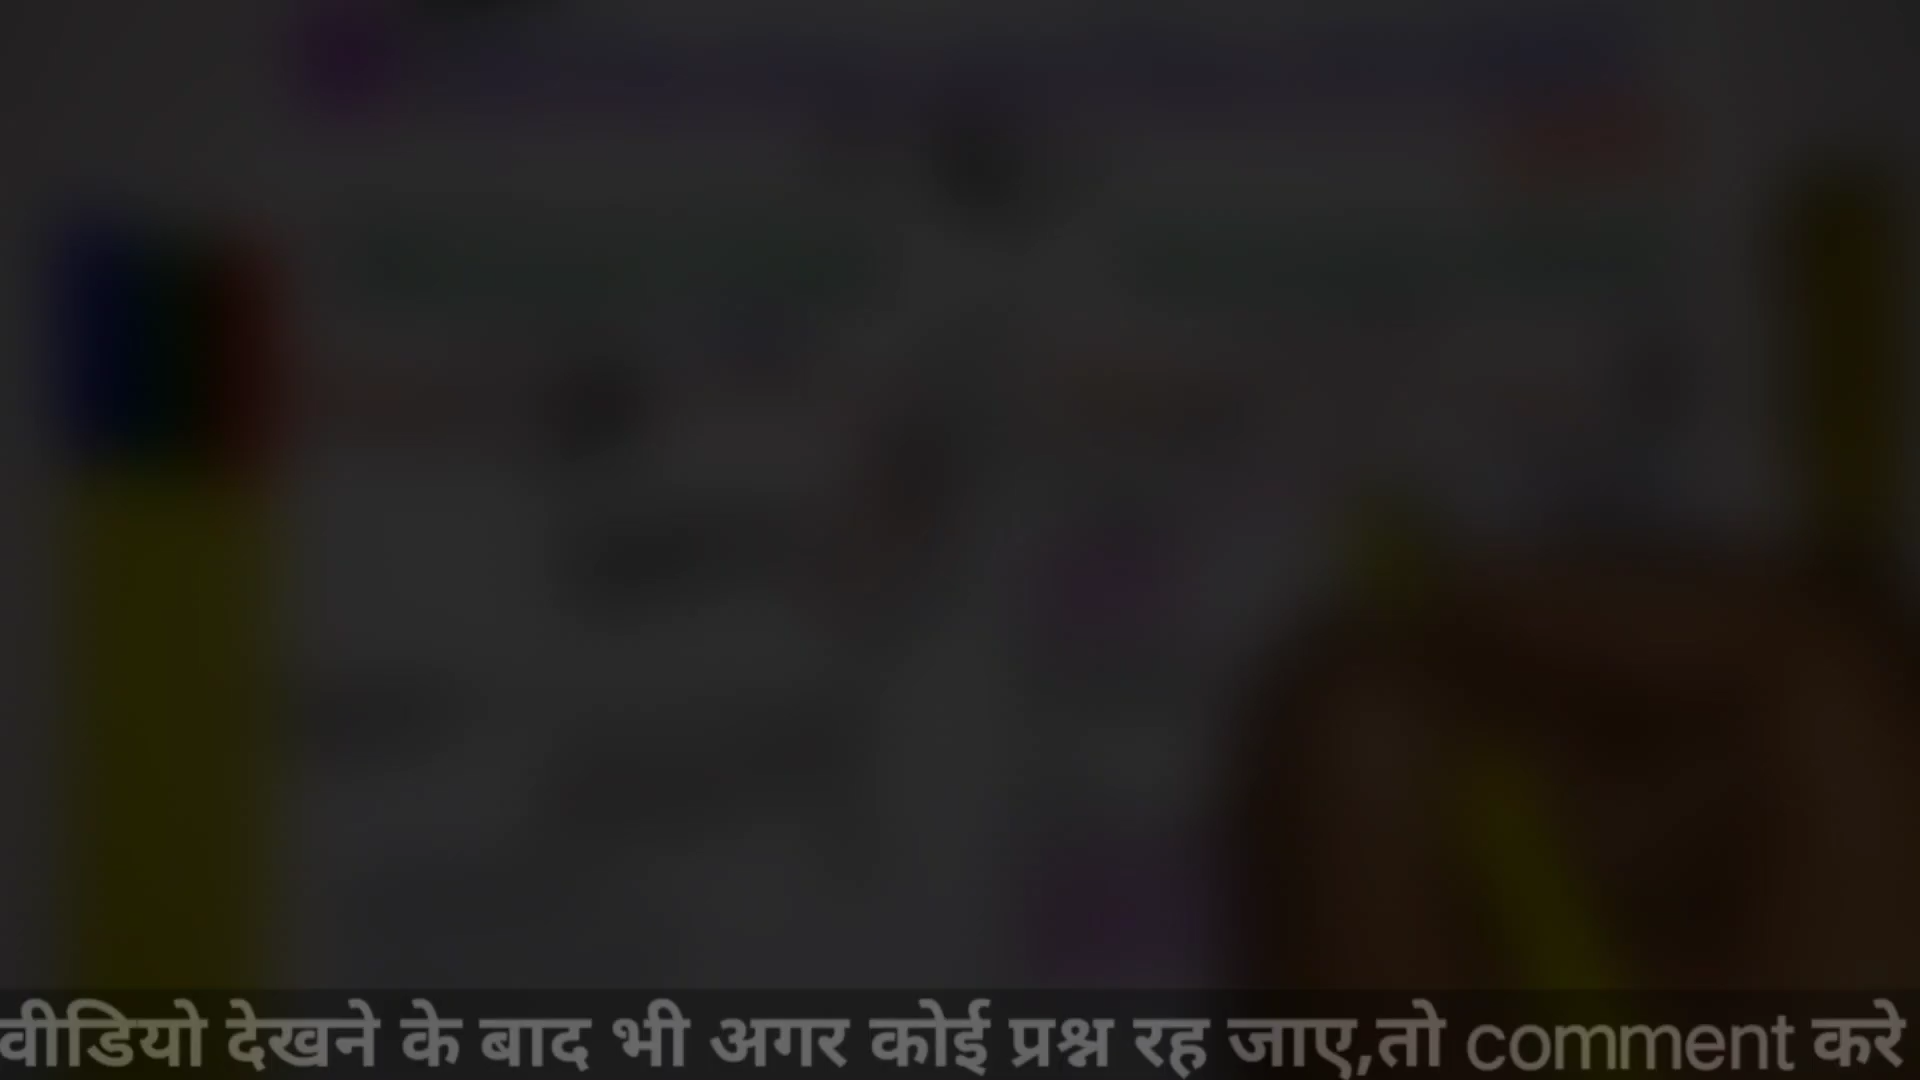 वीडियो देखने के बाद भी अगर कोई प्रश्न रह जाए,तो comment करे